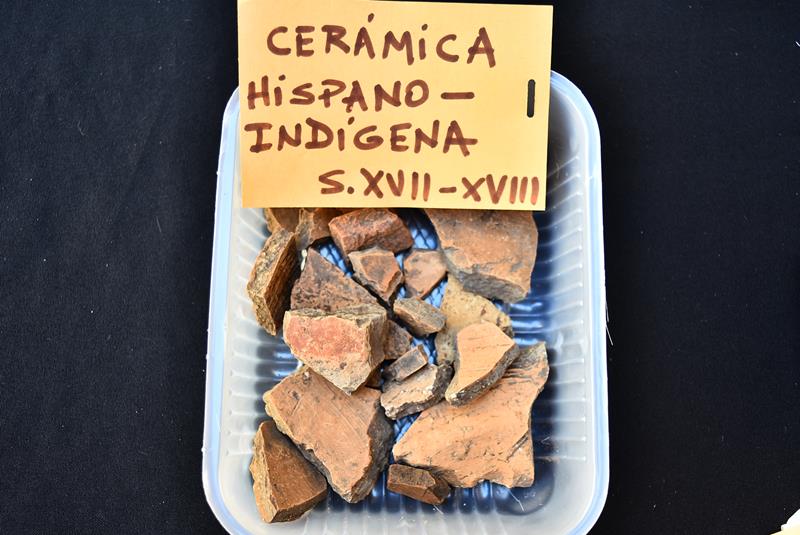 CERÁMiCA
HiSPANO –
INDÍGENA
S. XVII – XVIII